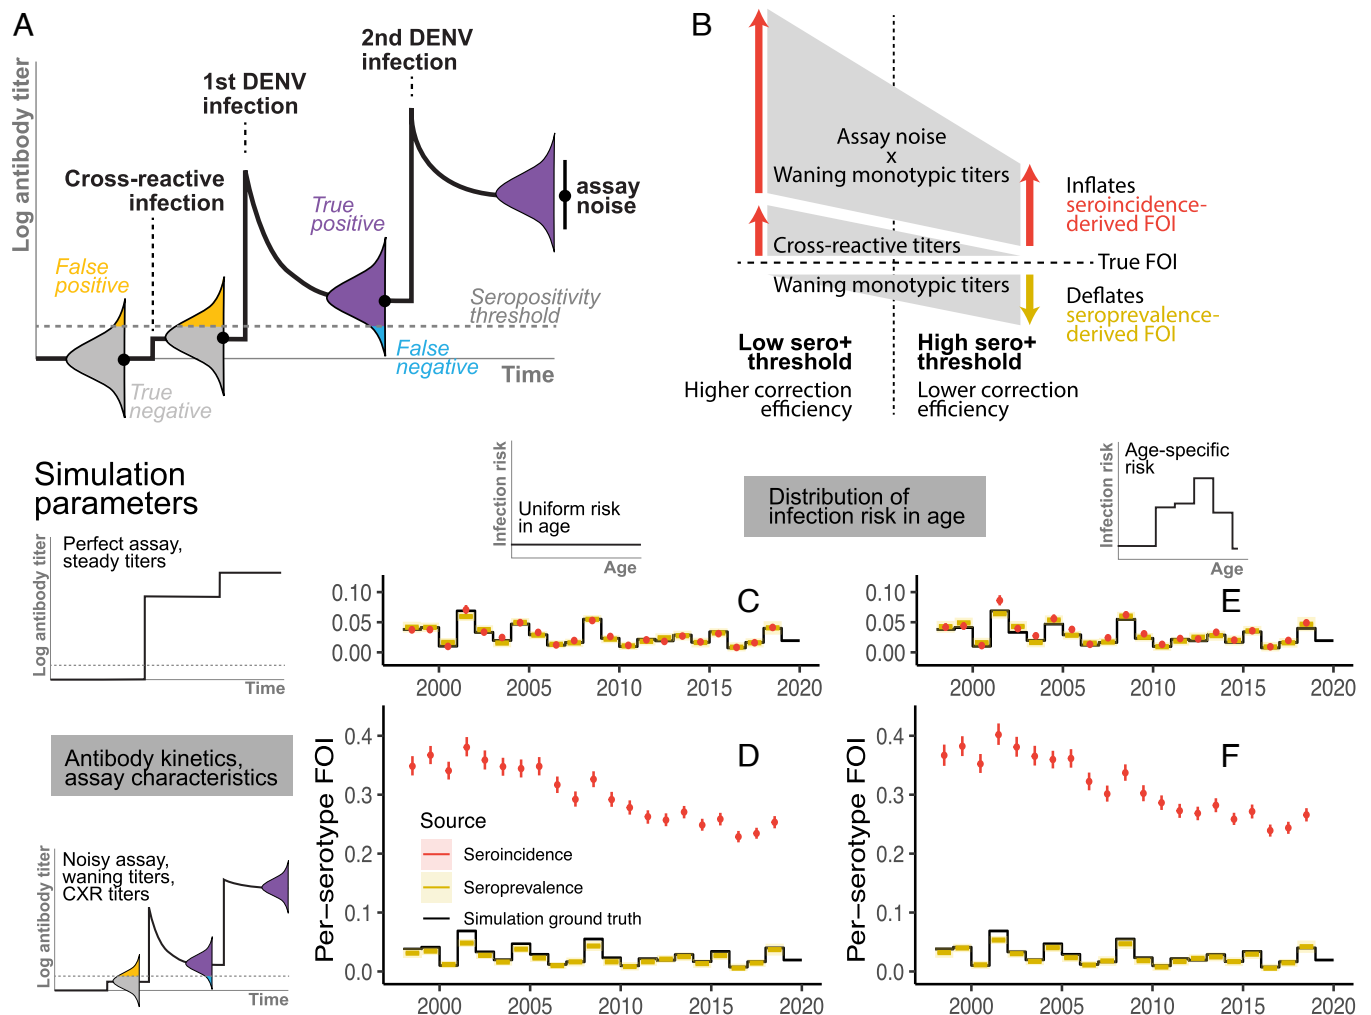 A
Log antibody titer
2nd DENV
infection
1st DENV
infection
Cross-reactive
infection
True
positive
assay
noise
False
positive
Seropositivity
threshold
False
negative
True
negative
Time
B
Assay noise
x
Waning monotypic titers
Inflates
seroincidence-
derived FOI
Cross-reactive titers
True FOI
Waning monotypic titers
Deflates
seroprevalence-
derived FOI
Low sero+
threshold
High sero+
threshold
Higher correction
efficiency
Lower correction
efficiency
Simulation
parameters
Infection risk
Uniform risk
in age
Age
Distribution of
infection risk in age
Infection risk
Age-specific
risk
Age
Log antibody titer
Perfect assay,
steady titers
Time
C
0.10
0.05
0.00
2000 2005 2010 2015 2020
E
0.10
0.05
0.00
2000 2005 2010 2015 2020
Antibody kinetics,
assay characteristics
Log antibody titer
Noisy assay,
waning titers,
CXR titers
Time
Per-serotype FOI
D
0.4
0.3
0.2
0.1
0.0
Source
Seroincidence
Seroprevalence
Simulation ground truth
2000 2005 2010 2015 2020
Per-serotype FOI
F
0.4
0.3
0.2
0.1
0.0
2000 2005 2010 2015 2020